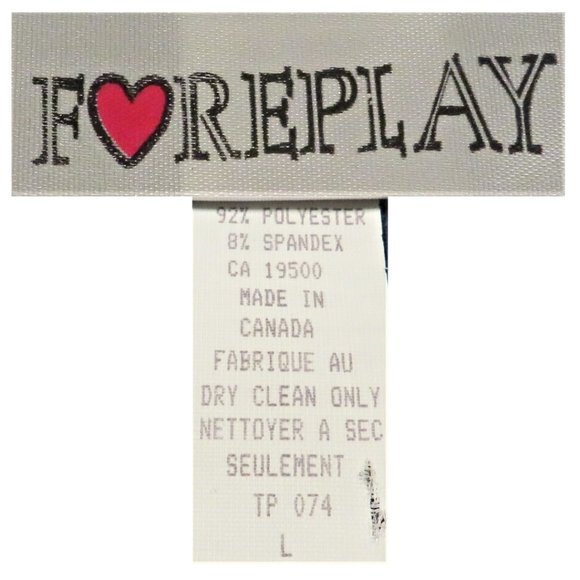 F♥REPLAY
92% POLYESTER
8% SPANDEX
CA 19500
MADE IN
CANADA
FABRIQUE AU
DRY CLEAN ONLY
NETTOYER A SEC
SEULEMENT
TP 074
L